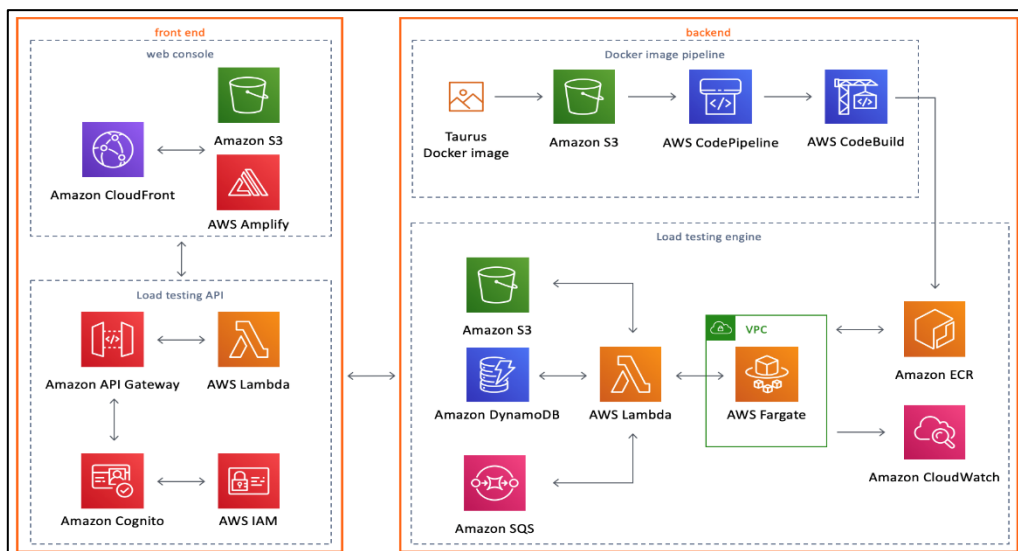 front end
web console
Amazon S3
Amazon CloudFront
AWS Amplify
Load testing API
Amazon API Gateway
AWS Lambda
Amazon Cognito
AWS IAM
backend
Docker image pipeline
Taurus
Docker image
Amazon S3
AWS CodePipeline
AWS CodeBuild
Load testing engine
Amazon S3
VPC
Amazon DynamoDB
AWS Lambda
AWS Fargate
Amazon ECR
Amazon CloudWatch
Amazon SQS